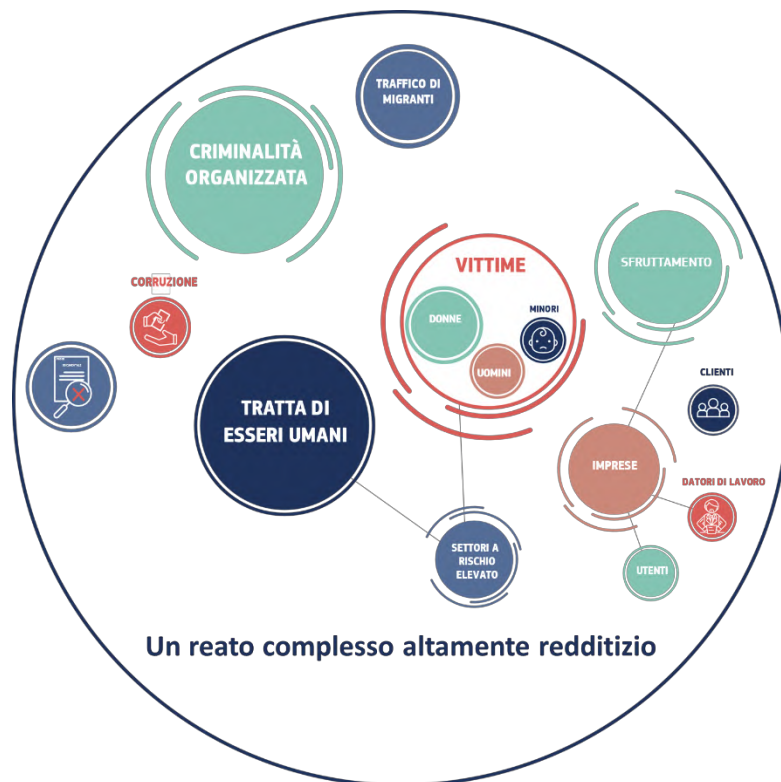 TRAFFICO DI
MIGRANTI
CRIMINALITÀ
ORGANIZZATA
VITTIME
DONNE
MINORI
UOMINI
SFRUTTAMENTO
CORRUZIONE
TRATTA DI
ESSERI UMANI
CLIENTI
IMPRESE
DATORI DI LAVORO
SETTORI A
RISCHIO
ELEVATO
UTENTI
Un reato complesso altamente redditizio